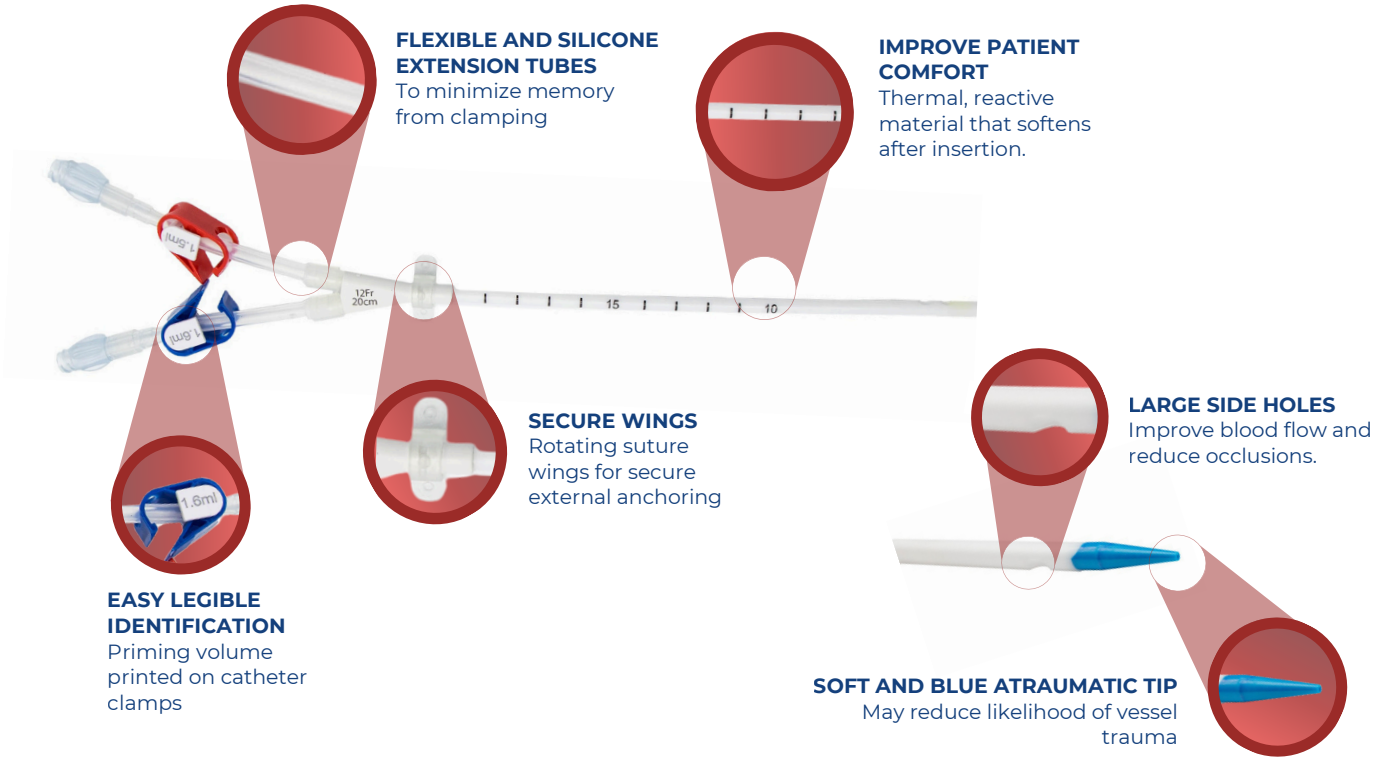 FLEXIBLE AND SILICONE
EXTENSION TUBES
To minimize memory
from clamping
IMPROVE PATIENT
COMFORT
Thermal, reactive
material that softens
after insertion.
1.5ml
12Fr
20cm
15
10
1.6ml
SECURE WINGS
Rotating suture
wings for secure
external anchoring
LARGE SIDE HOLES
Improve blood flow and
reduce occlusions.
1.6ml
EASY LEGIBLE
IDENTIFICATION
Priming volume
printed on catheter
clamps
SOFT AND BLUE ATRAUMATIC TIP
May reduce likelihood of vessel
trauma